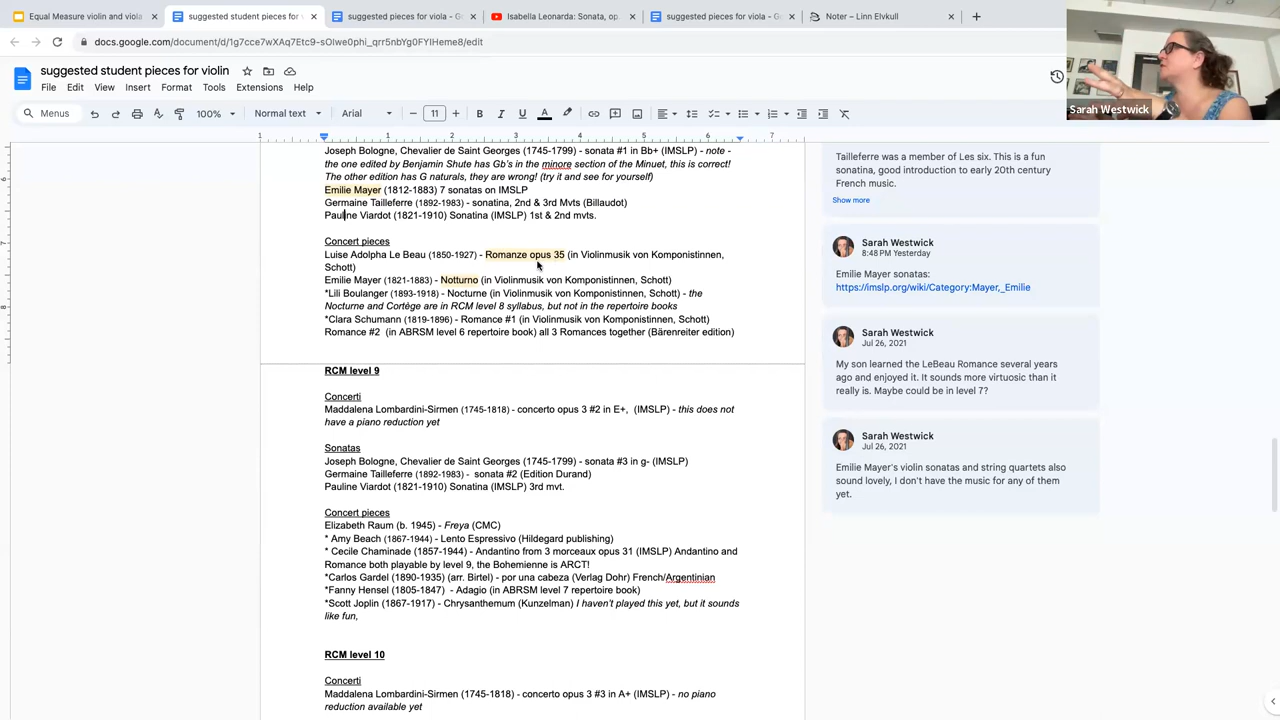 Equal Measure violin and viola
suggested student pieces for v
suggested pieces for viola - G
Isabella Leonarda: Sonata, op.
suggested pieces for viola - G
Noter – Linn Elvkull
docs.google.com/document/d/1g7cce7wXAq7Etc9-sOIwe0phi_qrr5nbYg0FYIHeme8/edit
suggested student pieces for violin
File Edit View Insert Format Tools Extensions Help
Menus 100% Normal text Arial 11 B I U A
Sarah Westwick
1 1 2 3 4 5 6 7
Joseph Bologne, Chevalier de Saint Georges (1745-1799) - sonata #1 in Bb+ (IMSLP) - note -
the one edited by Benjamin Shute has Gb's in the minore section of the Minuet, this is correct!
The other edition has G naturals, they are wrong! (try it and see for yourself)
Emilie Mayer (1812-1883) 7 sonatas on IMSLP
Germaine Tailleferre (1892-1983) - sonatina, 2nd & 3rd Mvts (Billaudot)
Pauline Viardot (1821-1910) Sonatina (IMSLP) 1st & 2nd mvts.
Concert pieces
Luise Adolpha Le Beau (1850-1927) - Romanze opus 35 (in Violinmusik von Komponistinnen,
Schott)
Emilie Mayer (1821-1883) - Notturno (in Violinmusik von Komponistinnen, Schott)
*Lili Boulanger (1893-1918) - Nocturne (in Violinmusik von Komponistinnen, Schott) - the
Nocturne and Cortège are in RCM level 8 syllabus, but not in the repertoire books
*Clara Schumann (1819-1896) - Romance #1 (in Violinmusik von Komponistinnen, Schott)
Romance #2 (in ABRSM level 6 repertoire book) all 3 Romances together (Bärenreiter edition)
RCM level 9
Concerti
Maddalena Lombardini-Sirmen (1745-1818) - concerto opus 3 #2 in E+, (IMSLP) - this does not
have a piano reduction yet
Sonatas
Joseph Bologne, Chevalier de Saint Georges (1745-1799) - sonata #3 in g- (IMSLP)
Germaine Tailleferre (1892-1983) - sonata #2 (Edition Durand)
Pauline Viardot (1821-1910) Sonatina (IMSLP) 3rd mvt.
Concert pieces
Elizabeth Raum (b. 1945) - Freya (CMC)
* Amy Beach (1867-1944) - Lento Espressivo (Hildegard publishing)
* Cecile Chaminade (1857-1944) - Andantino from 3 morceaux opus 31 (IMSLP) Andantino and
Romance both playable by level 9, the Bohemienne is ARCT!
*Carlos Gardel (1890-1935) (arr. Birtel) - por una cabeza (Verlag Dohr) French/Argentinian
*Fanny Hensel (1805-1847) - Adagio (in ABRSM level 7 repertoire book)
*Scott Joplin (1867-1917) - Chrysanthemum (Kunzelman) I haven't played this yet, but it sounds
like fun,
RCM level 10
Concerti
Maddalena Lombardini-Sirmen (1745-1818) - concerto opus 3 #3 in A+ (IMSLP) - no piano
reduction available yet
Tailleferre was a member of Les six. This is a fun
sonatina, good introduction to early 20th century
French music.
Show more
Sarah Westwick
8:48 PM Yesterday
Emilie Mayer sonatas:
https://imslp.org/wiki/Category:Mayer,_Emilie
Sarah Westwick
Jul 26, 2021
My son learned the LeBeau Romance several years
ago and enjoyed it. It sounds more virtuosic than it
really is. Maybe could be in level 7?
Sarah Westwick
Jul 26, 2021
Emilie Mayer's violin sonatas and string quartets also
sound lovely, I don't have the music for any of them
yet.